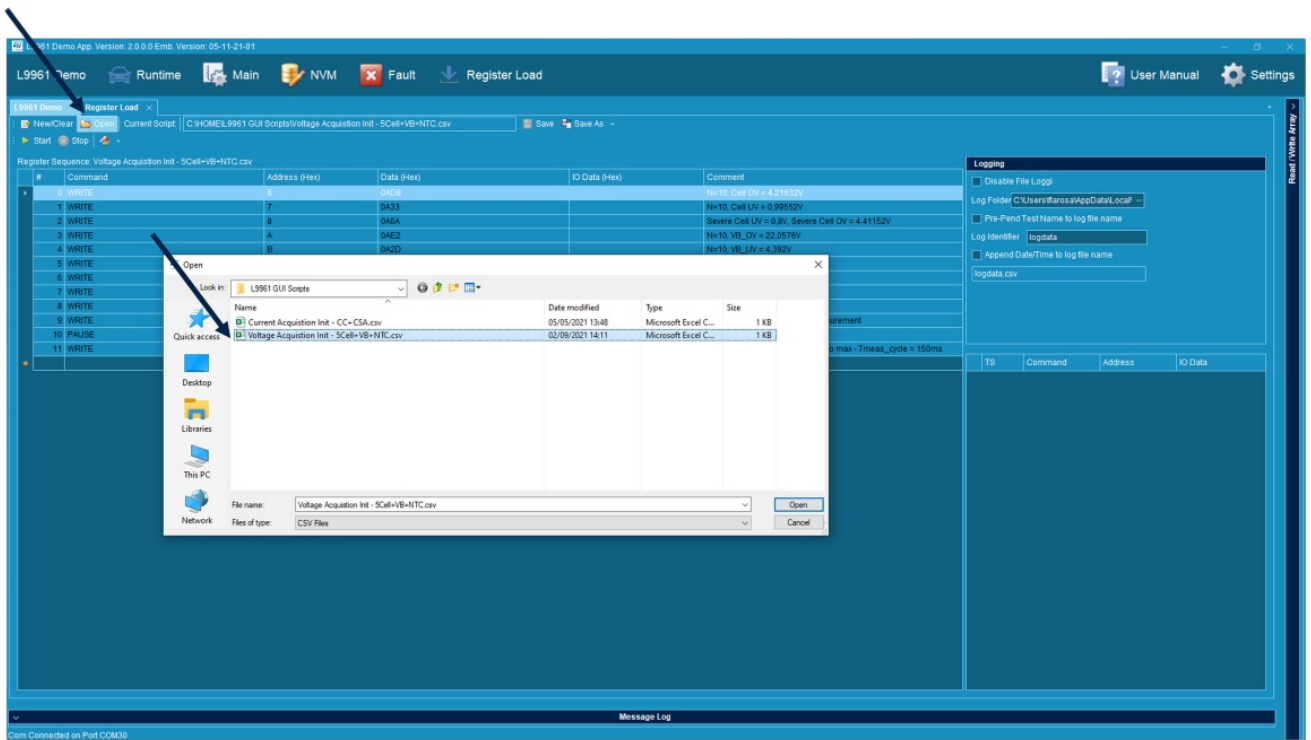 L9961 Demo App. Version: 2.0.0.0 Emb. Version: 05-11-21-01
L9961 Demo Runtime Main NVM Fault Register Load User Manual Settings
L9961 Demo Register Load
New/Clear Open Current Script: C:\HOME\L9961 GUI Scripts\Voltage Acquistion Init - 5Cell+VB+NTC.csv Save Save As
Start Stop
Read / Write Array
Register Sequence: Voltage Acquistion Init - 5Cell+VB+NTC.csv
# Command Address (Hex) Data (Hex) IO Data (Hex) Comment
0 WRITE 6 0AD8 N=10, Cell OV = 4.21632V
1 WRITE 7 0A33 N=10, Cell UV = 0,99552V
2 WRITE 8 0A0A Severe Cell UV = 0,8V, Severe Cell OV = 4.41152V
3 WRITE A 0AE2 N=10, VB_OV = 22,0576V
4 WRITE B 0A2D N=10, VB_UV = 4,392V
5 WRITE
6 WRITE
7 WRITE
8 WRITE
9 WRITE urement
10 PAUSE
11 WRITE o max - Tmeas_cycle = 150ms
Open
Look in: L9961 GUI Scripts
Name Date modified Type Size
Current Acquistion Init - CC+CSA.csv 05/05/2021 13:48 Microsoft Excel C... 1 KB
Voltage Acquistion Init - 5Cell+VB+NTC.csv 02/09/2021 14:11 Microsoft Excel C... 1 KB
Quick access
Desktop
Libraries
This PC
Network
File name: Voltage Acquistion Init - 5Cell+VB+NTC.csv Open
Files of type: CSV Files Cancel
Logging
Disable File Loggi
Log Folder C:\Users\flarosa\AppData\Local\ ...
Pre-Pend Test Name to log file name
Log Identifier logdata
Append Date/Time to log file name
logdata.csv
TS Command Address IO Data
Message Log
Com Connected on Port COM30